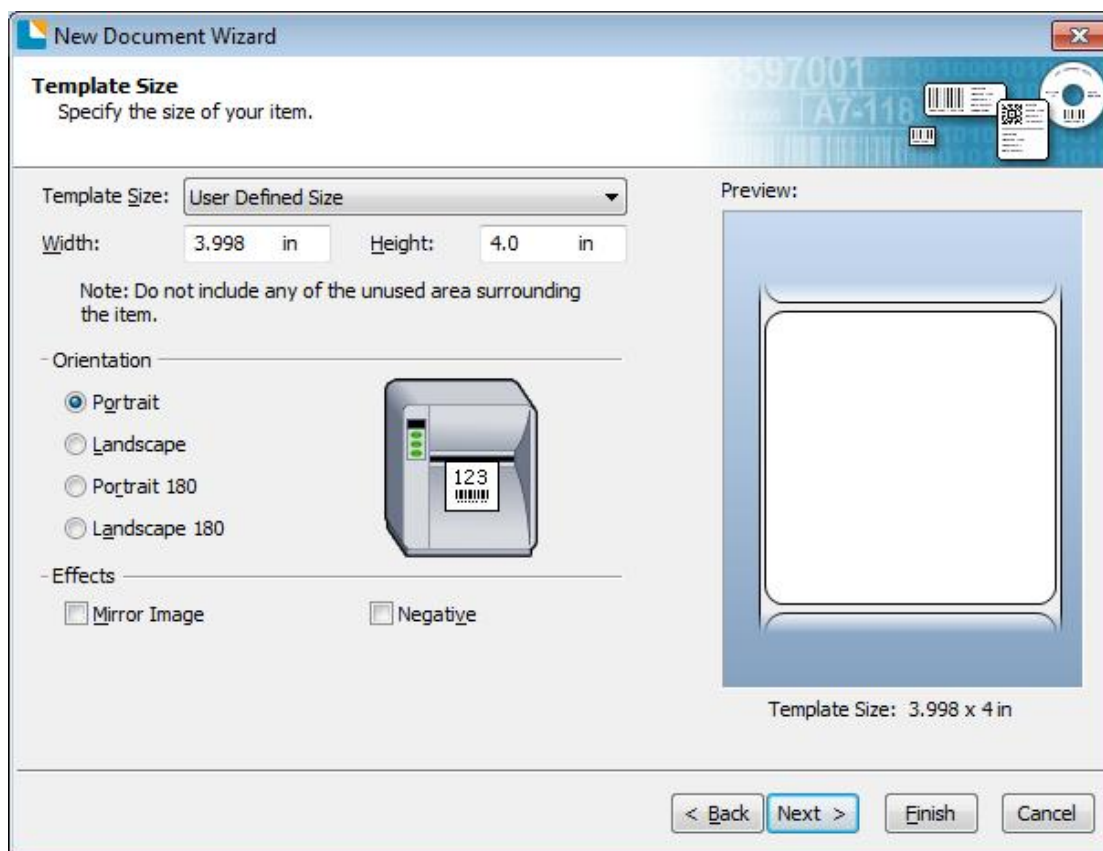 New Document Wizard
Template Size
Specify the size of your item.
3597001
A7-118
Template Size: User Defined Size
Width: 3.998 in Height: 4.0 in
Note: Do not include any of the unused area surrounding
the item.
Orientation
Portrait
Landscape
Portrait 180
Landscape 180
123
Effects
Mirror Image Negative
Preview:
Template Size: 3.998 x 4 in
< Back Next > Finish Cancel